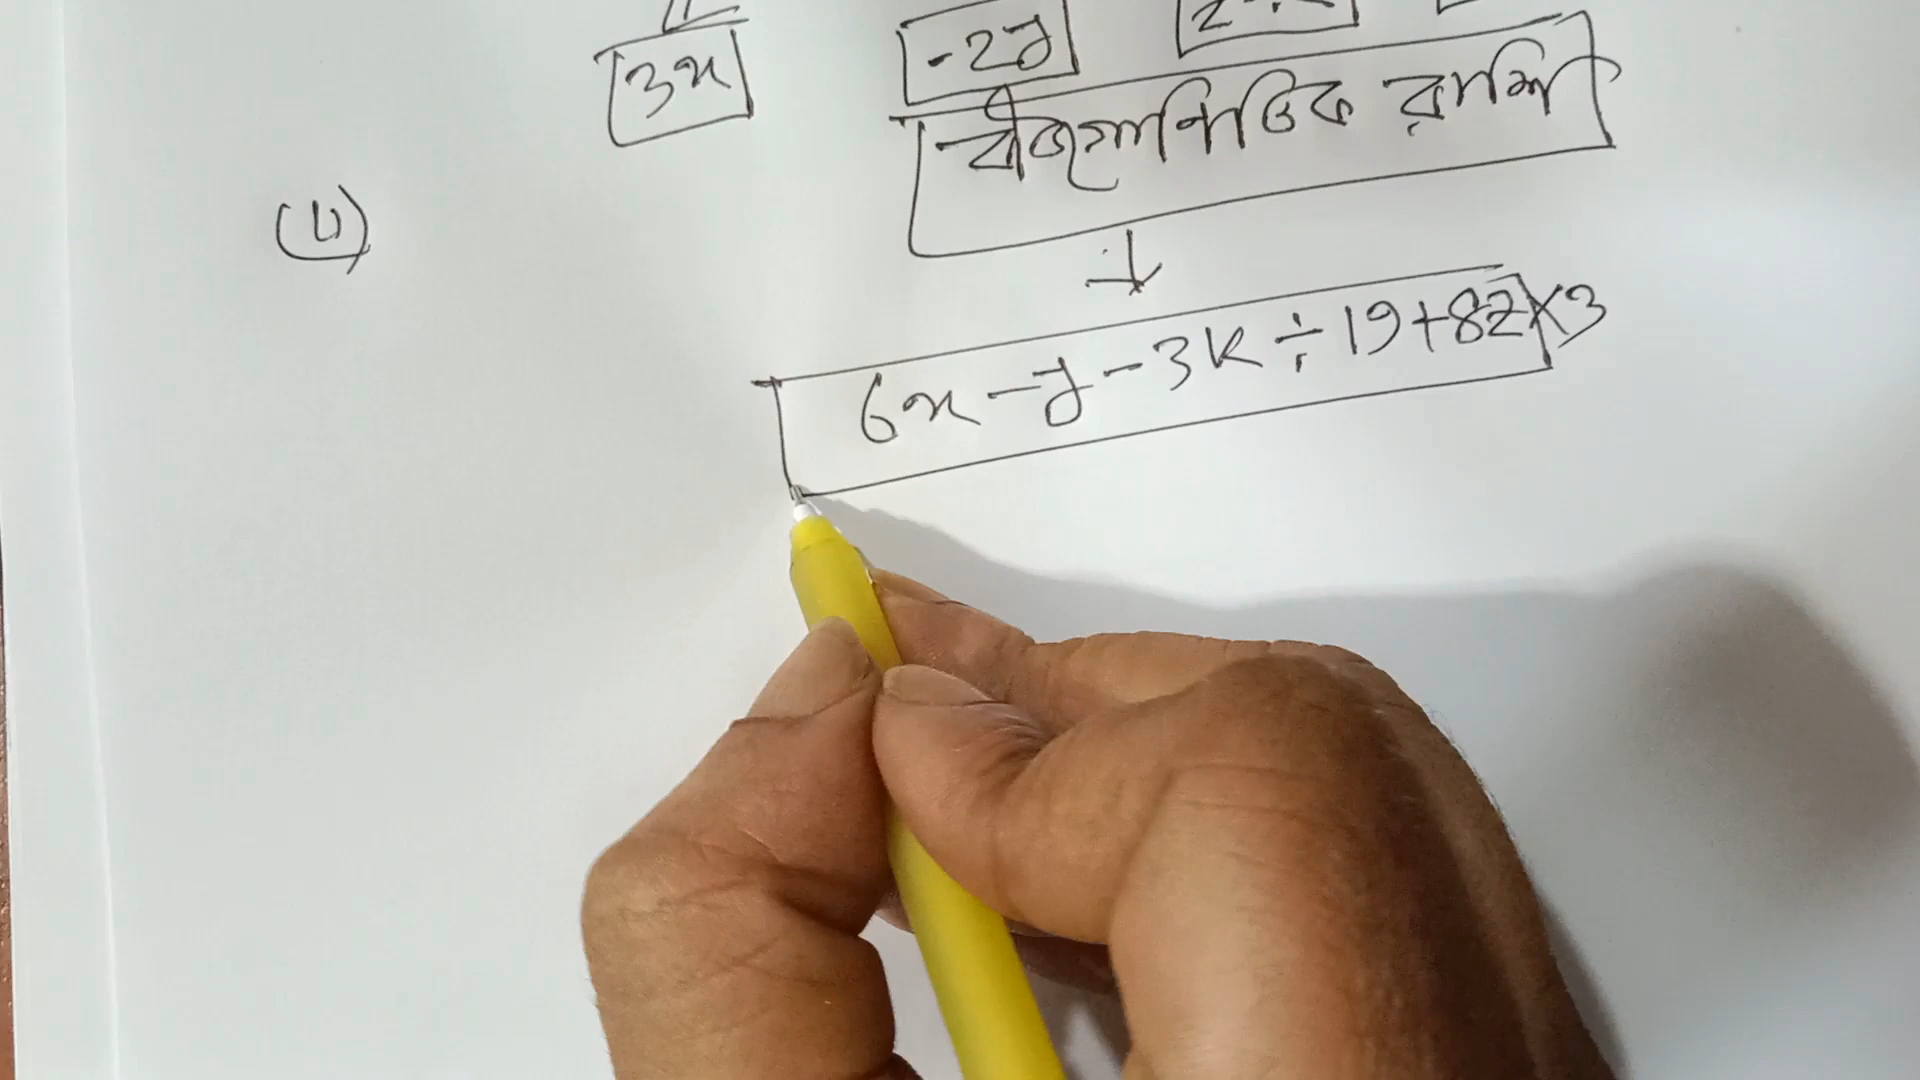 3x -2y
বীজগাণিতিক রাশি
(ii)
6x - y - 3k ÷ 19 + 8z × 3